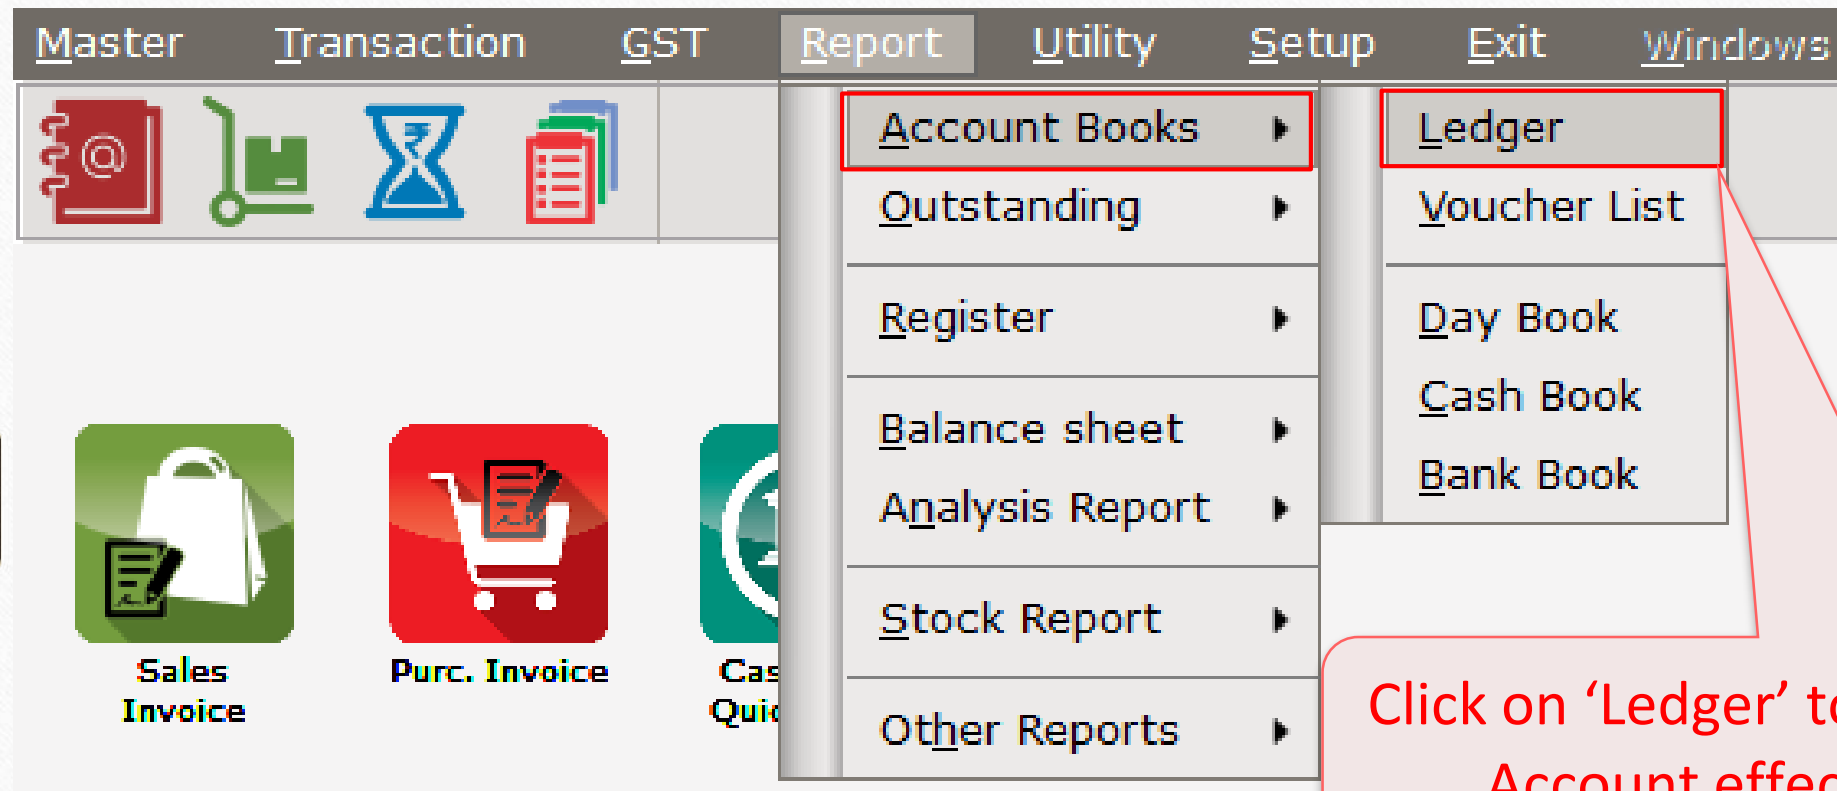 Master Transaction GST Report Utility Setup Exit Windows
Account Books
Outstanding
Register
Balance sheet
Analysis Report
Stock Report
Other Reports
Ledger
Voucher List
Day Book
Cash Book
Bank Book
Sales
Invoice
Purc. Invoice
Click on ‘Ledger’
Account